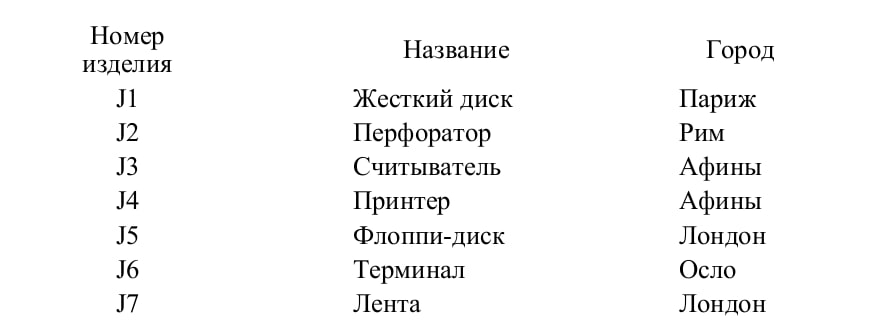 Номер
изделия
Название
Город
J1 Жесткий диск Париж
J2 Перфоратор Рим
J3 Считыватель Афины
J4 Принтер Афины
J5 Флоппи-диск Лондон
J6 Терминал Осло
J7 Лента Лондон